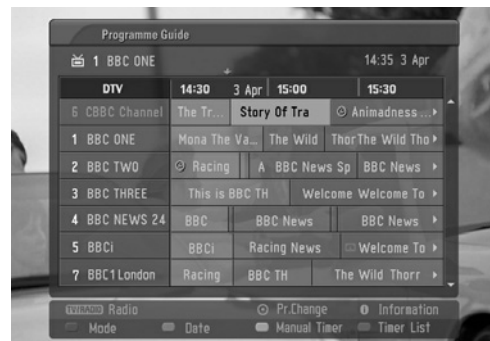 Programme Guide
1 BBC ONE 14:35 3 Apr
DTV 14:30 3 Apr 15:00 15:30
6 CBBC Channel The Tr... Story Of Tra Animadness ...
1 BBC ONE Mona The Va... The Wild Thor The Wild Tho
2 BBC TWO Racing A BBC News Sp BBC News
3 BBC THREE This is BBC TH Welcome Welcome To
4 BBC NEWS 24 BBC BBC News BBC News
5 BBCi BBCi Racing News Welcome To
7 BBC1 London Racing BBC TH The Wild Thorr
TV/RADIO Radio Pr.Change Information
Mode Date Manual Timer Timer List